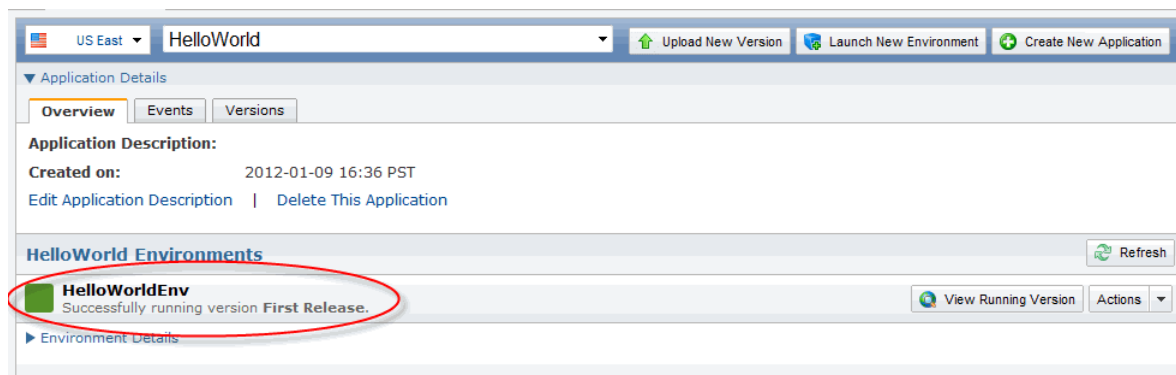 US East HelloWorld Upload New Version Launch New Environment Create New Application
Application Details
Overview Events Versions
Application Description:
Created on: 2012-01-09 16:36 PST
Edit Application Description | Delete This Application
HelloWorld Environments Refresh
HelloWorldEnv
Successfully running version First Release. View Running Version Actions
Environment Details